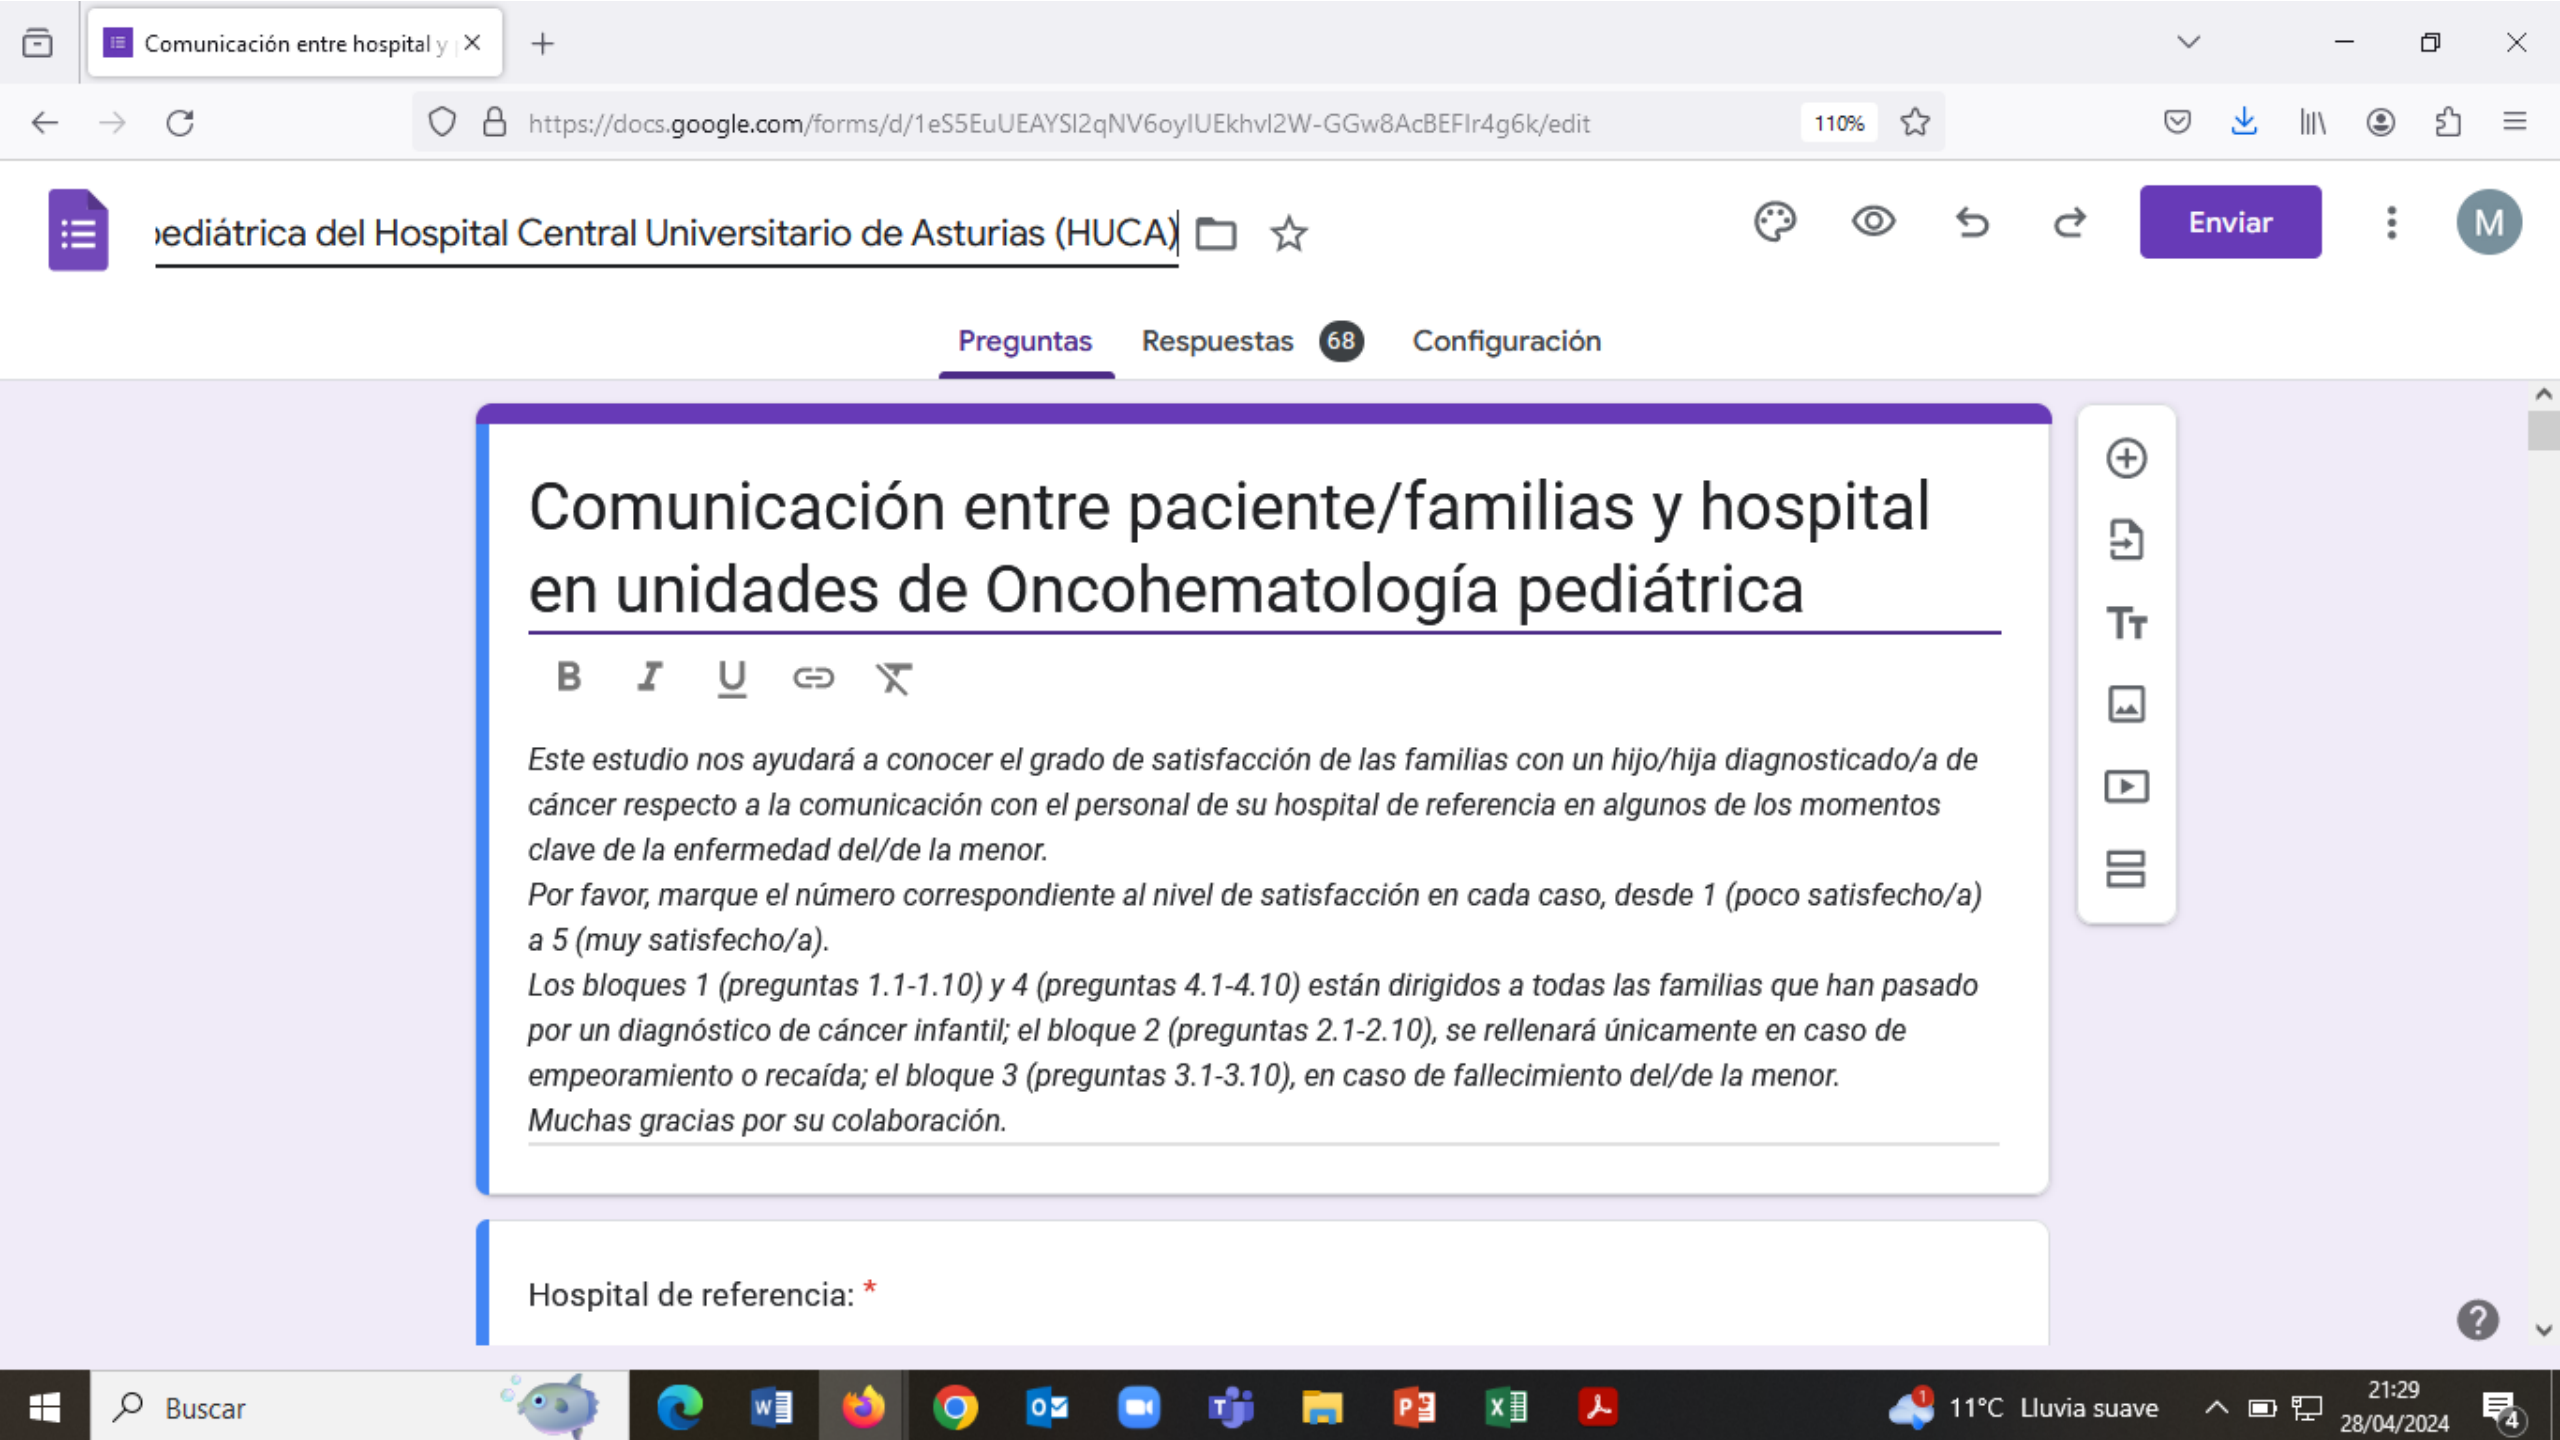 Comunicación entre hospital y
https://docs.google.com/forms/d/1eS5EuUEAYSl2qNV6oylUEkhvl2W-GGw8AcBEFIr4g6k/edit
110%
pediátrica del Hospital Central Universitario de Asturias (HUCA)
Enviar
M
Preguntas Respuestas 68 Configuración
Comunicación entre paciente/familias y hospital
en unidades de Oncohematología pediátrica
B I U
Tt
Este estudio nos ayudará a conocer el grado de satisfacción de las familias con un hijo/hija diagnosticado/a de
cáncer respecto a la comunicación con el personal de su hospital de referencia en algunos de los momentos
clave de la enfermedad del/de la menor.
Por favor, marque el número correspondiente al nivel de satisfacción en cada caso, desde 1 (poco satisfecho/a)
a 5 (muy satisfecho/a).
Los bloques 1 (preguntas 1.1-1.10) y 4 (preguntas 4.1-4.10) están dirigidos a todas las familias que han pasado
por un diagnóstico de cáncer infantil; el bloque 2 (preguntas 2.1-2.10), se rellenará únicamente en caso de
empeoramiento o recaída; el bloque 3 (preguntas 3.1-3.10), en caso de fallecimiento del/de la menor.
Muchas gracias por su colaboración.
Hospital de referencia: *
Buscar
1
11°C Lluvia suave
21:29
28/04/2024
4